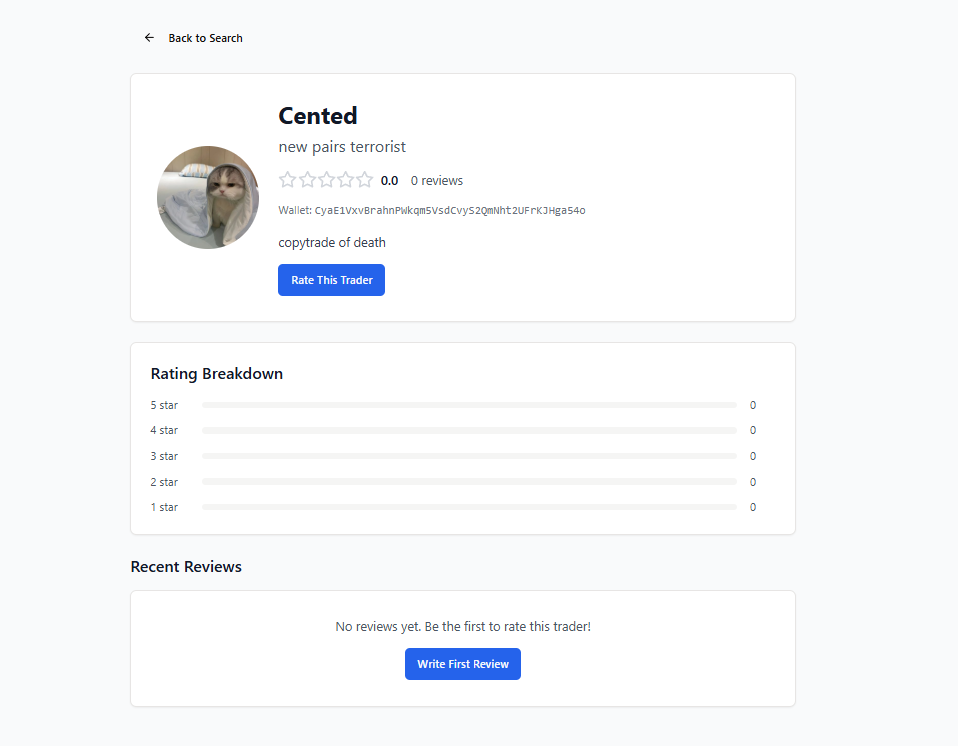 Back to Search
Cented
new pairs terrorist
0.0 0 reviews
Wallet: CyaE1VxvBrahnPWkqm5VsdCvyS2QmNht2UFrKJHga54o
copytrade of death
Rate This Trader
Rating Breakdown
5 star 0
4 star 0
3 star 0
2 star 0
1 star 0
Recent Reviews
No reviews yet. Be the first to rate this trader!
Write First Review